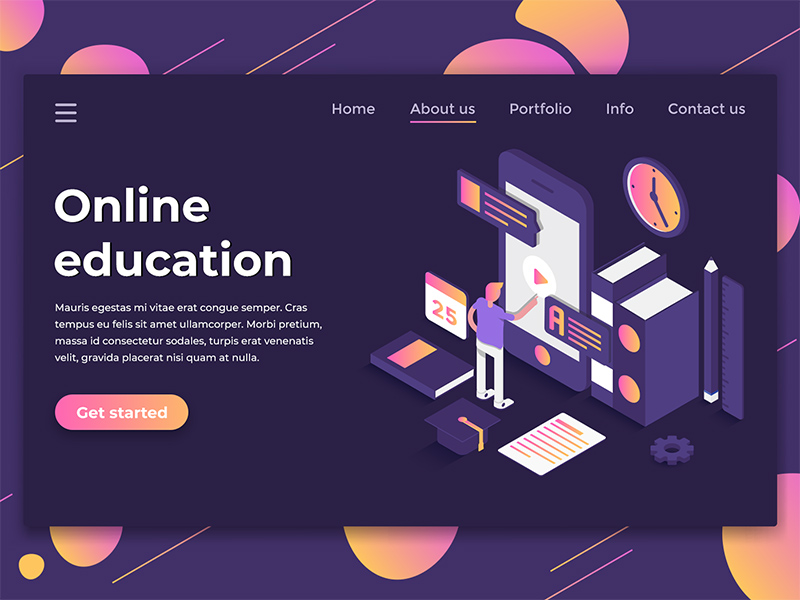 Home About us Portfolio Info Contact us
Online
education
Mauris egestas mi vitae erat congue semper. Cras
tempus eu felis sit amet ullamcorper. Morbi pretium,
massa id consectetur sodales, turpis erat venenatis
velit, gravida placerat nisi quam at nulla.
Get started
25
A